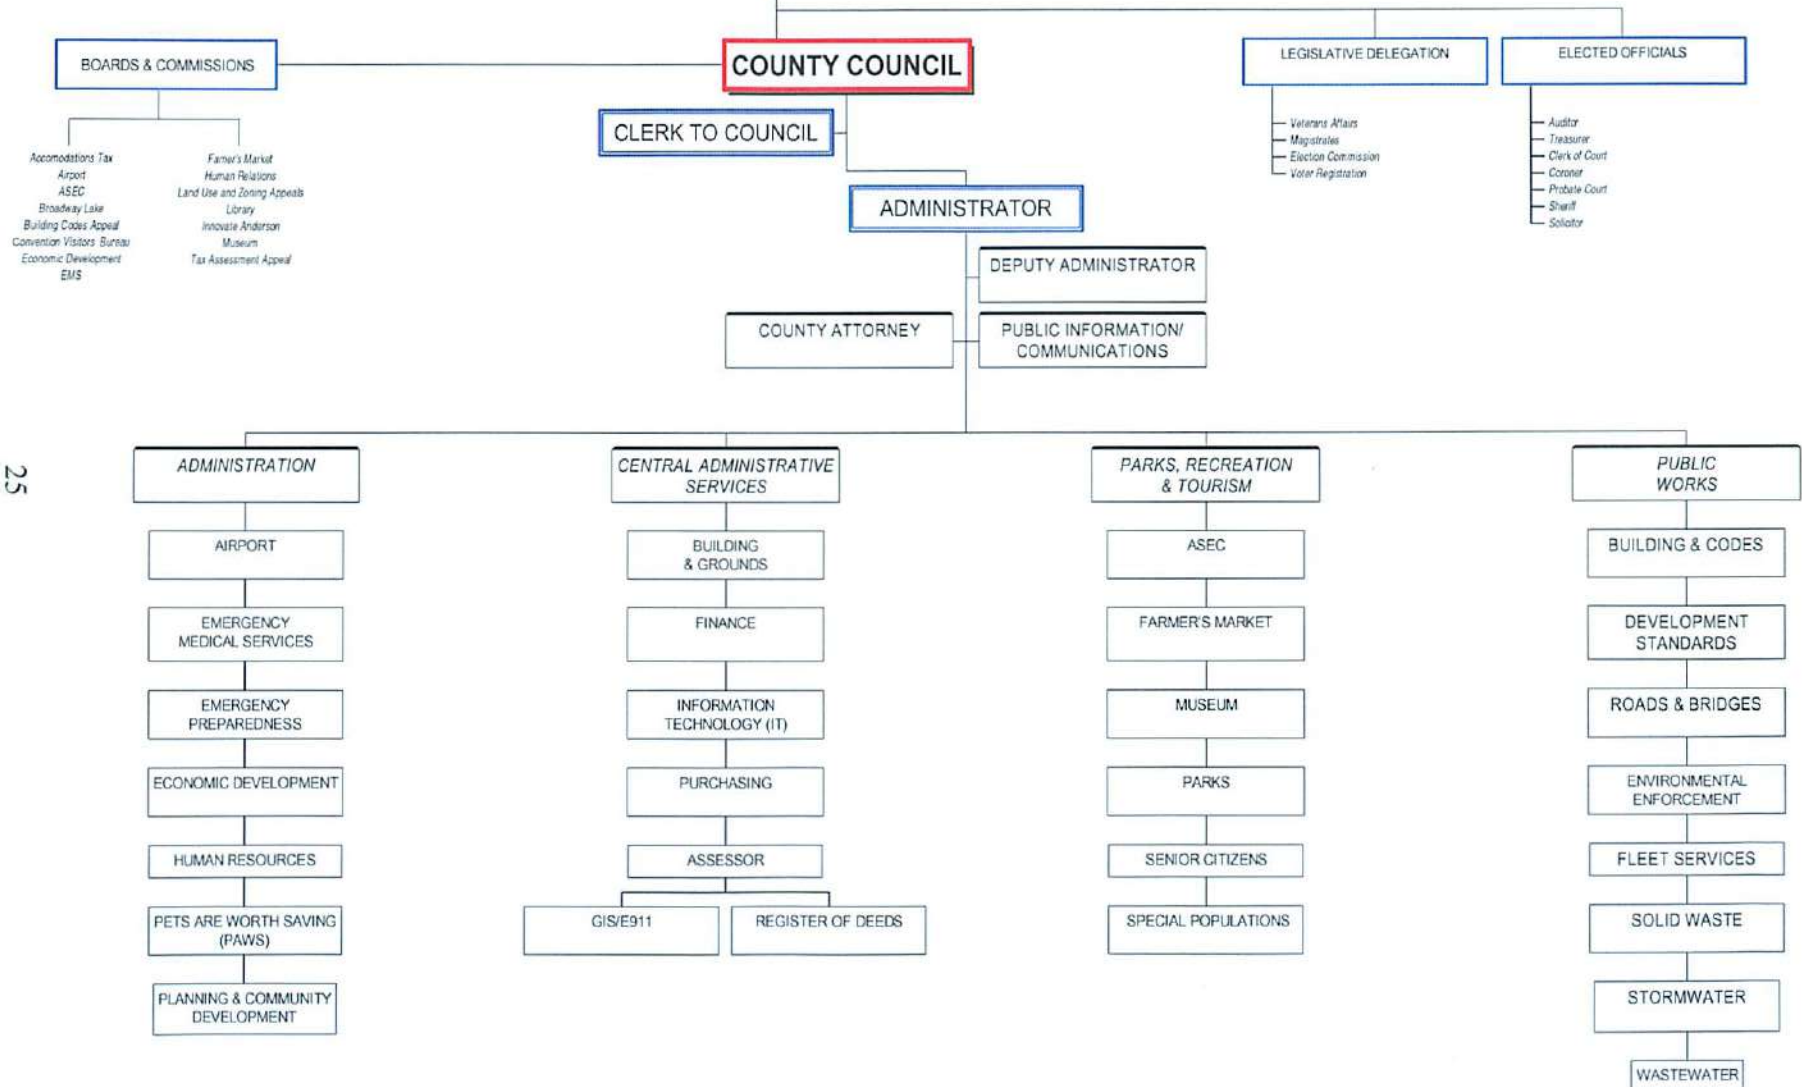 BOARDS & COMMISSIONS
COUNTY COUNCIL
LEGISLATIVE DELEGATION
ELECTED OFFICIALS
CLERK TO COUNCIL
ADMINISTRATOR
Accomodations Tax
Airport
ASEC
Broadway Lake
Building Codes Appeal
Convention Visitors Bureau
Economic Development
EMS
Farmer's Market
Human Relations
Land Use and Zoning Appeals
Library
Innovate Anderson
Museum
Tax Assessment Appeal
Veterans Affairs
Magistrates
Election Commission
Voter Registration
Auditor
Treasurer
Clerk of Court
Coroner
Probate Court
Sheriff
Solicitor
DEPUTY ADMINISTRATOR
COUNTY ATTORNEY
PUBLIC INFORMATION/
COMMUNICATIONS
25
ADMINISTRATION
AIRPORT
EMERGENCY
MEDICAL SERVICES
EMERGENCY
PREPAREDNESS
ECONOMIC DEVELOPMENT
HUMAN RESOURCES
PETS ARE WORTH SAVING
(PAWS)
PLANNING & COMMUNITY
DEVELOPMENT
CENTRAL ADMINISTRATIVE
SERVICES
BUILDING
& GROUNDS
FINANCE
INFORMATION
TECHNOLOGY (IT)
PURCHASING
ASSESSOR
GIS/E911
REGISTER OF DEEDS
PARKS, RECREATION
& TOURISM
ASEC
FARMER'S MARKET
MUSEUM
PARKS
SENIOR CITIZENS
SPECIAL POPULATIONS
PUBLIC
WORKS
BUILDING & CODES
DEVELOPMENT
STANDARDS
ROADS & BRIDGES
ENVIRONMENTAL
ENFORCEMENT
FLEET SERVICES
SOLID WASTE
STORMWATER
WASTEWATER